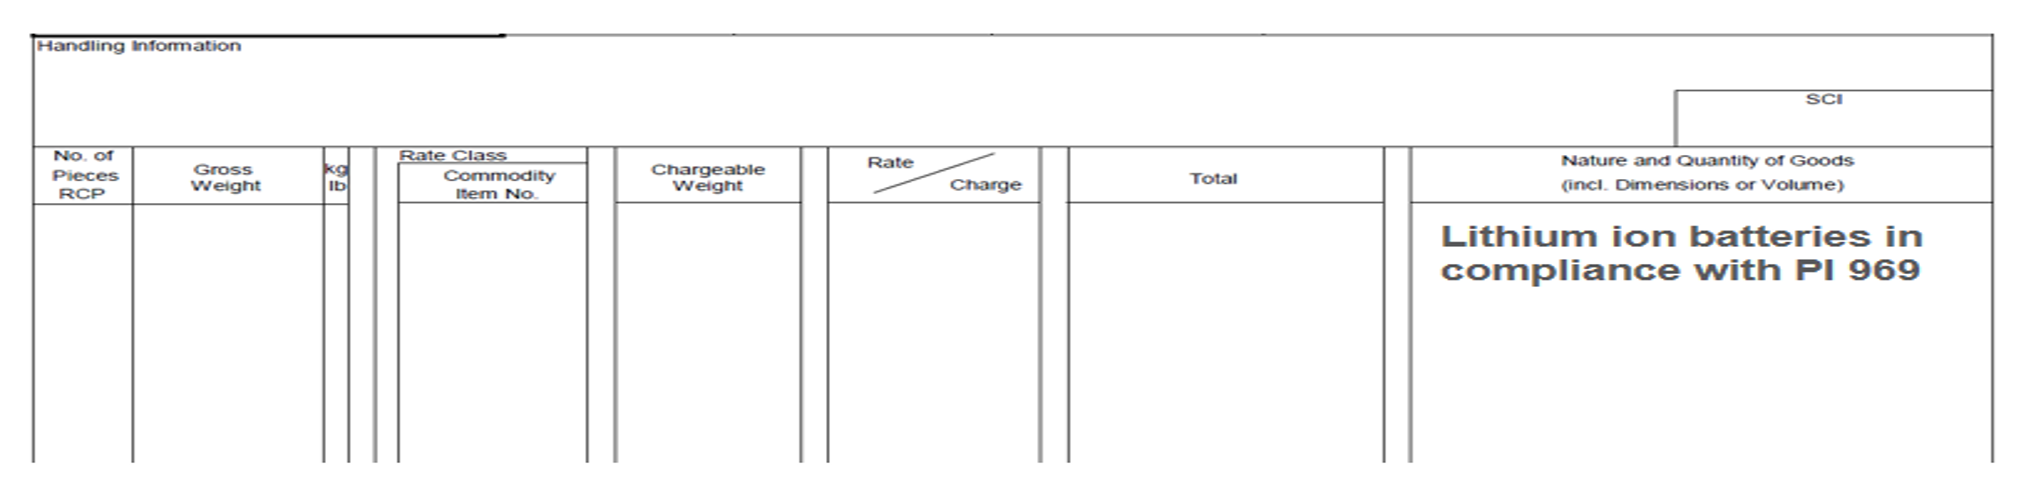 Handling Information
SCI
No. of
Pieces
RCP
Gross
Weight
kg
lb
Rate Class
Commodity
Item No.
Chargeable
Weight
Rate
Charge
Total
Nature and Quantity of Goods
(incl. Dimensions or Volume)
Lithium ion batteries in
compliance with PI 969